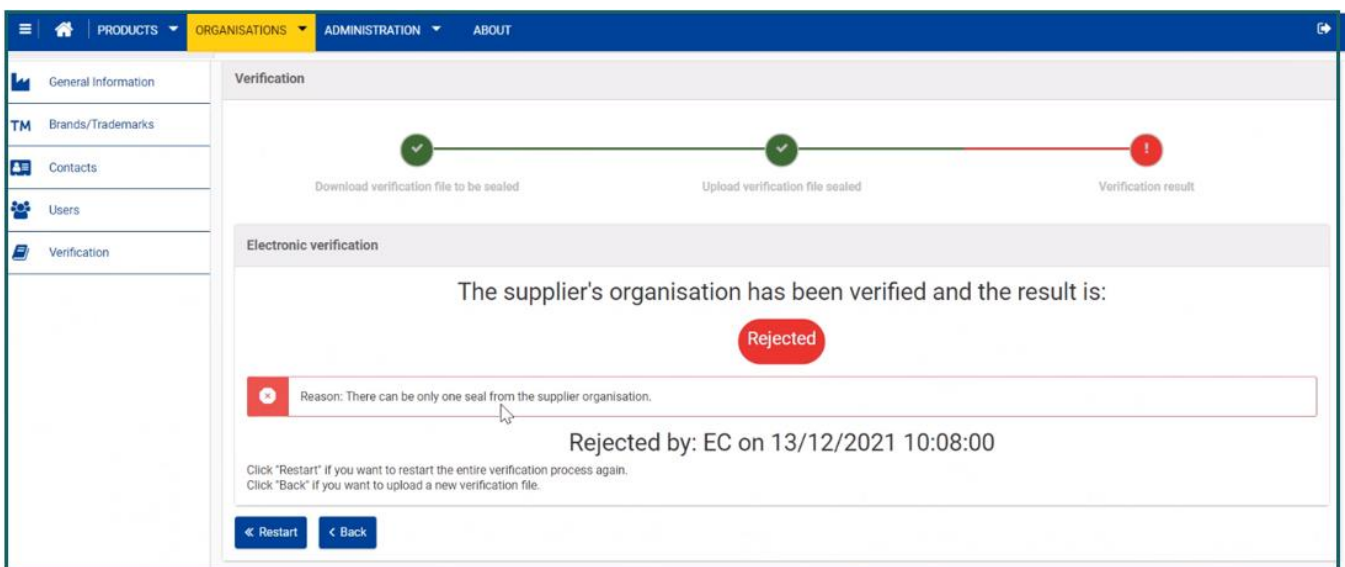 PRODUCTS ORGANISATIONS ADMINISTRATION ABOUT
General Information
TM Brands/Trademarks
Contacts
Users
Verification
Verification
Download verification file to be sealed
Upload verification file sealed
Verification result
Electronic verification
The supplier's organisation has been verified and the result is:
Rejected
Reason: There can be only one seal from the supplier organisation.
Rejected by: EC on 13/12/2021 10:08:00
Click "Restart" if you want to restart the entire verification process again.
Click "Back" if you want to upload a new verification file.
« Restart < Back